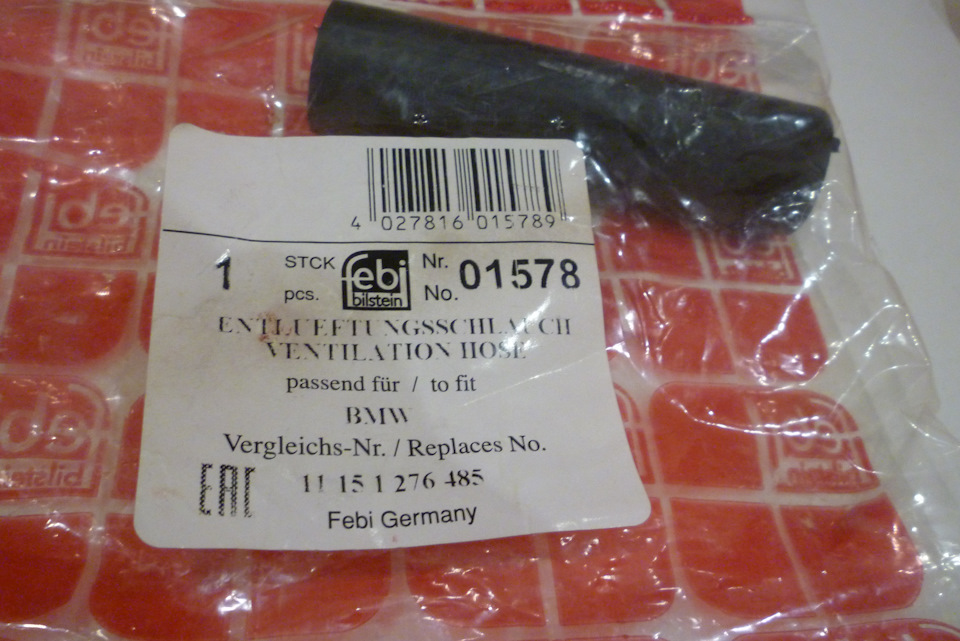 4 027816 015789
1 STCK pcs. febi bilstein Nr. No. 01578
ENTLUEFTUNGSSCHLAUCH
VENTILATION HOSE
passend für / to fit
BMW
Vergleichs-Nr. / Replaces No.
EAC 11 15 1 276 485
Febi Germany